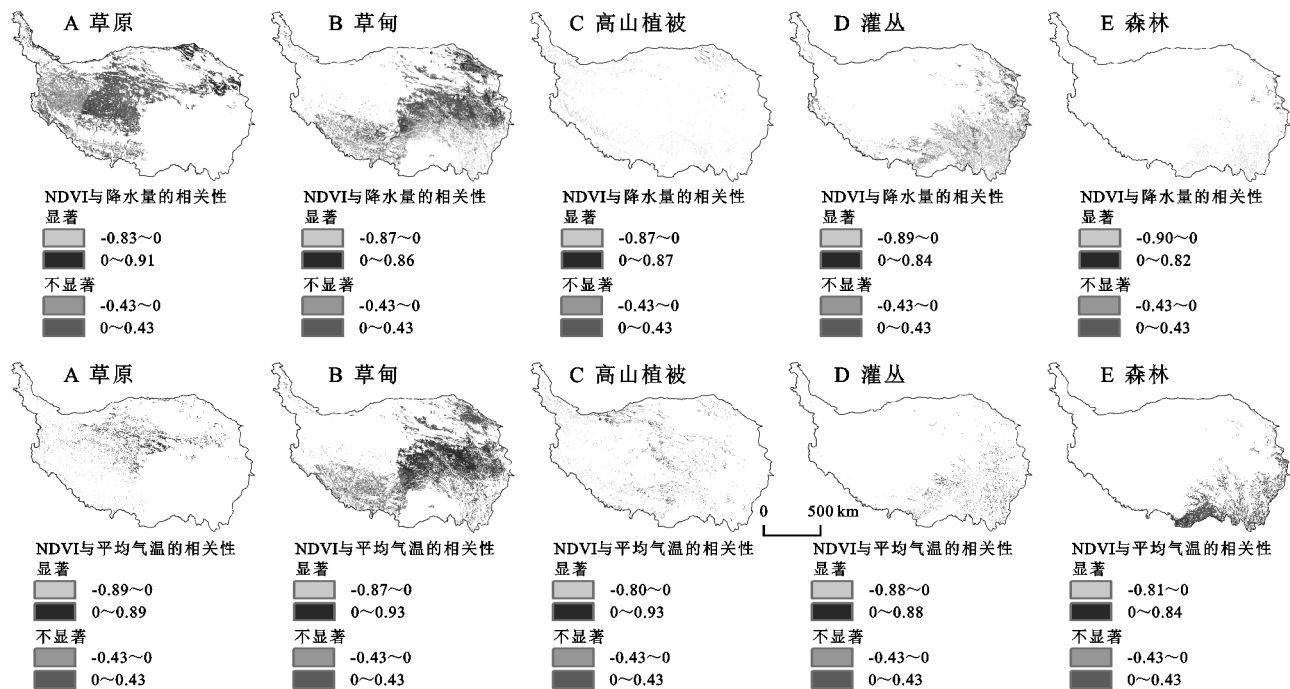 A 草原
B 草甸
C 高山植被
D 灌丛
E 森林
NDVI与降水量的相关性
显著
-0.83～0
0～0.91
不显著
-0.43～0
0～0.43
NDVI与降水量的相关性
显著
-0.87～0
0～0.86
不显著
-0.43～0
0～0.43
NDVI与降水量的相关性
显著
-0.87～0
0～0.87
不显著
-0.43～0
0～0.43
NDVI与降水量的相关性
显著
-0.89～0
0～0.84
不显著
-0.43～0
0～0.43
NDVI与降水量的相关性
显著
-0.90～0
0～0.82
不显著
-0.43～0
0～0.43
A 草原
B 草甸
C 高山植被
D 灌丛
E 森林
0 500 km
NDVI与平均气温的相关性
显著
-0.89～0
0～0.89
不显著
-0.43～0
0～0.43
NDVI与平均气温的相关性
显著
-0.87～0
0～0.93
不显著
-0.43～0
0～0.43
NDVI与平均气温的相关性
显著
-0.80～0
0～0.93
不显著
-0.43～0
0～0.43
NDVI与平均气温的相关性
显著
-0.88～0
0～0.88
不显著
-0.43～0
0～0.43
NDVI与平均气温的相关性
显著
-0.81～0
0～0.84
不显著
-0.43～0
0～0.43